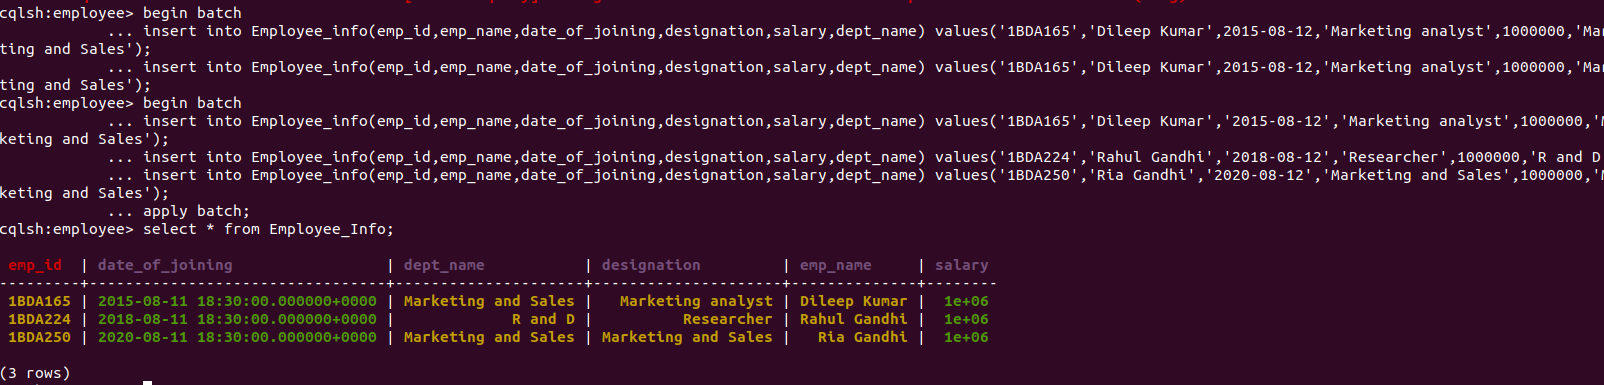 cqlsh:employee> begin batch
... insert into Employee_info(emp_id,emp_name,date_of_joining,designation,salary,dept_name) values('1BDA165','Dileep Kumar',2015-08-12,'Marketing analyst',1000000,'Mar
ting and Sales');
... insert into Employee_info(emp_id,emp_name,date_of_joining,designation,salary,dept_name) values('1BDA165','Dileep Kumar',2015-08-12,'Marketing analyst',1000000,'Mar
ting and Sales');
cqlsh:employee> begin batch
... insert into Employee_info(emp_id,emp_name,date_of_joining,designation,salary,dept_name) values('1BDA165','Dileep Kumar','2015-08-12','Marketing analyst',1000000,'M
keting and Sales');
... insert into Employee_info(emp_id,emp_name,date_of_joining,designation,salary,dept_name) values('1BDA224','Rahul Gandhi','2018-08-12','Researcher',1000000,'R and D
... insert into Employee_info(emp_id,emp_name,date_of_joining,designation,salary,dept_name) values('1BDA250','Ria Gandhi','2020-08-12','Marketing and Sales',1000000,'M
keting and Sales');
... apply batch;
cqlsh:employee> select * from Employee_Info;
emp_id | date_of_joining | dept_name | designation | emp_name | salary
---------+---------------------------------+---------------------+---------------------+--------------+--------
1BDA165 | 2015-08-11 18:30:00.000000+0000 | Marketing and Sales | Marketing analyst | Dileep Kumar | 1e+06
1BDA224 | 2018-08-11 18:30:00.000000+0000 | R and D | Researcher | Rahul Gandhi | 1e+06
1BDA250 | 2020-08-11 18:30:00.000000+0000 | Marketing and Sales | Marketing and Sales | Ria Gandhi | 1e+06
(3 rows)